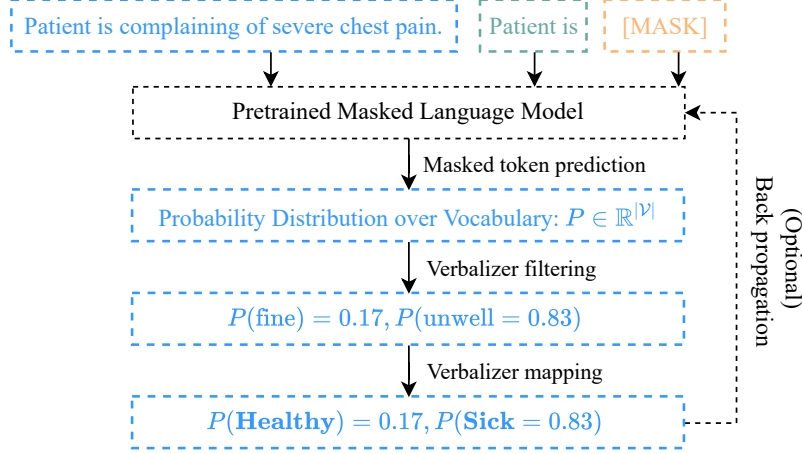 Patient is complaining of severe chest pain.
Patient is
[MASK]
Pretrained Masked Language Model
Masked token prediction
Probability Distribution over Vocabulary: P ∈ ℝ^{|𝒱|}
Verbalizer filtering
P(fine) = 0.17, P(unwell = 0.83)
Verbalizer mapping
P(Healthy) = 0.17, P(Sick = 0.83)
(Optional)
Back propagation